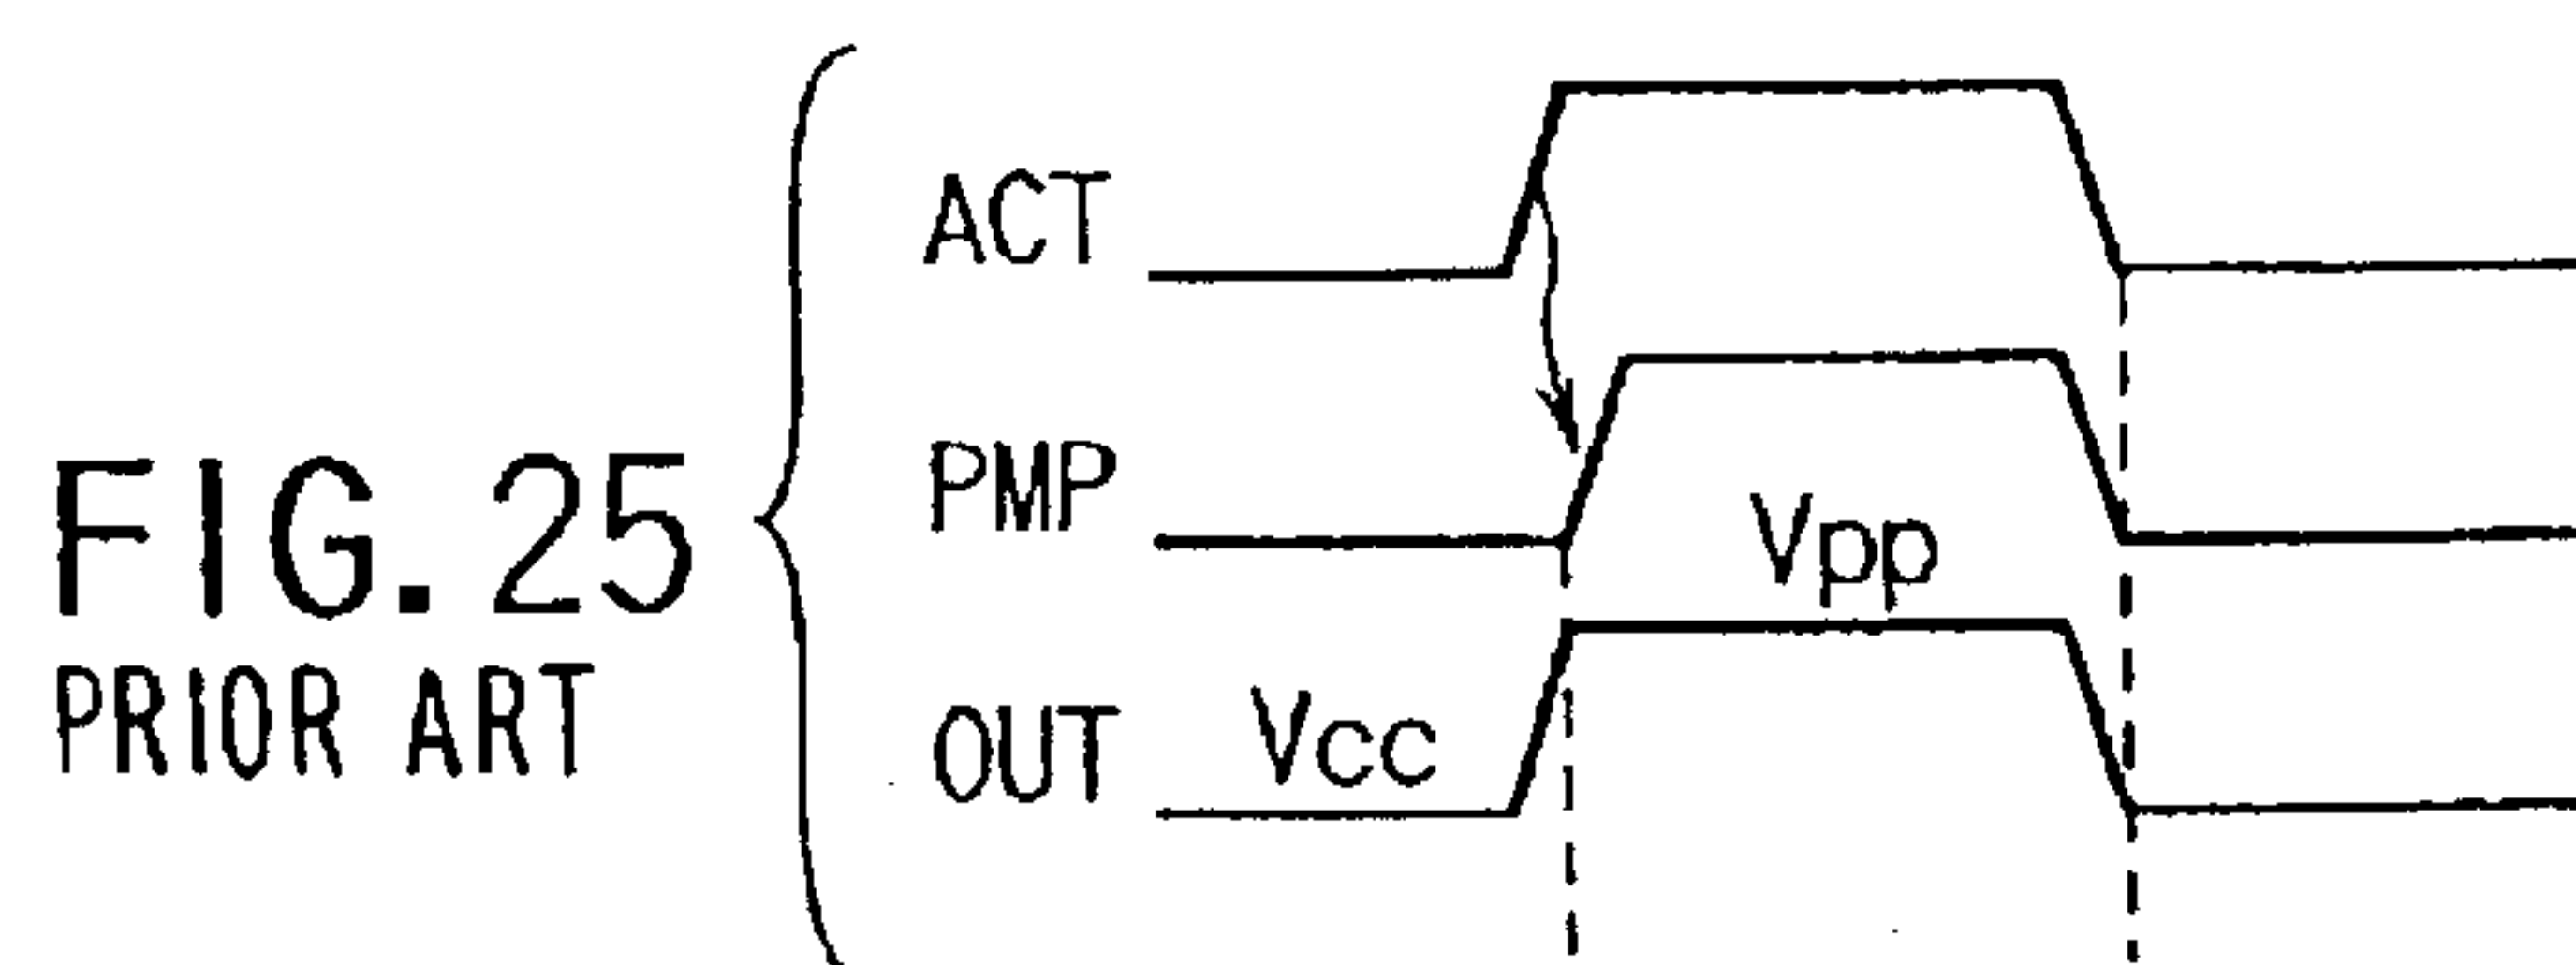 FIG. 25
PRIOR ART
ACT
PMP
Vpp
OUT
Vcc